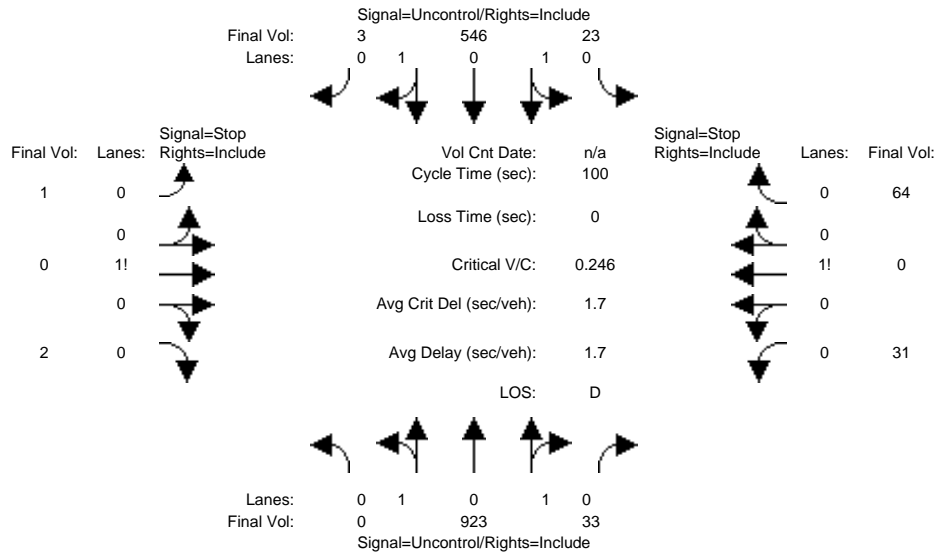 Signal=Uncontrol/Rights=Include
Final Vol: 3 546 23
Lanes: 0 1 0 1 0
Signal=Stop
Final Vol: Lanes: Rights=Include
Vol Cnt Date: n/a
Signal=Stop
Rights=Include Lanes: Final Vol:
1 0
Cycle Time (sec): 100
0 64
0
Loss Time (sec): 0
0
0 1!
Critical V/C: 0.246
1! 0
0
Avg Crit Del (sec/veh): 1.7
0
2 0
Avg Delay (sec/veh): 1.7
0 31
LOS: D
Lanes: 0 1 0 1 0
Final Vol: 0 923 33
Signal=Uncontrol/Rights=Include